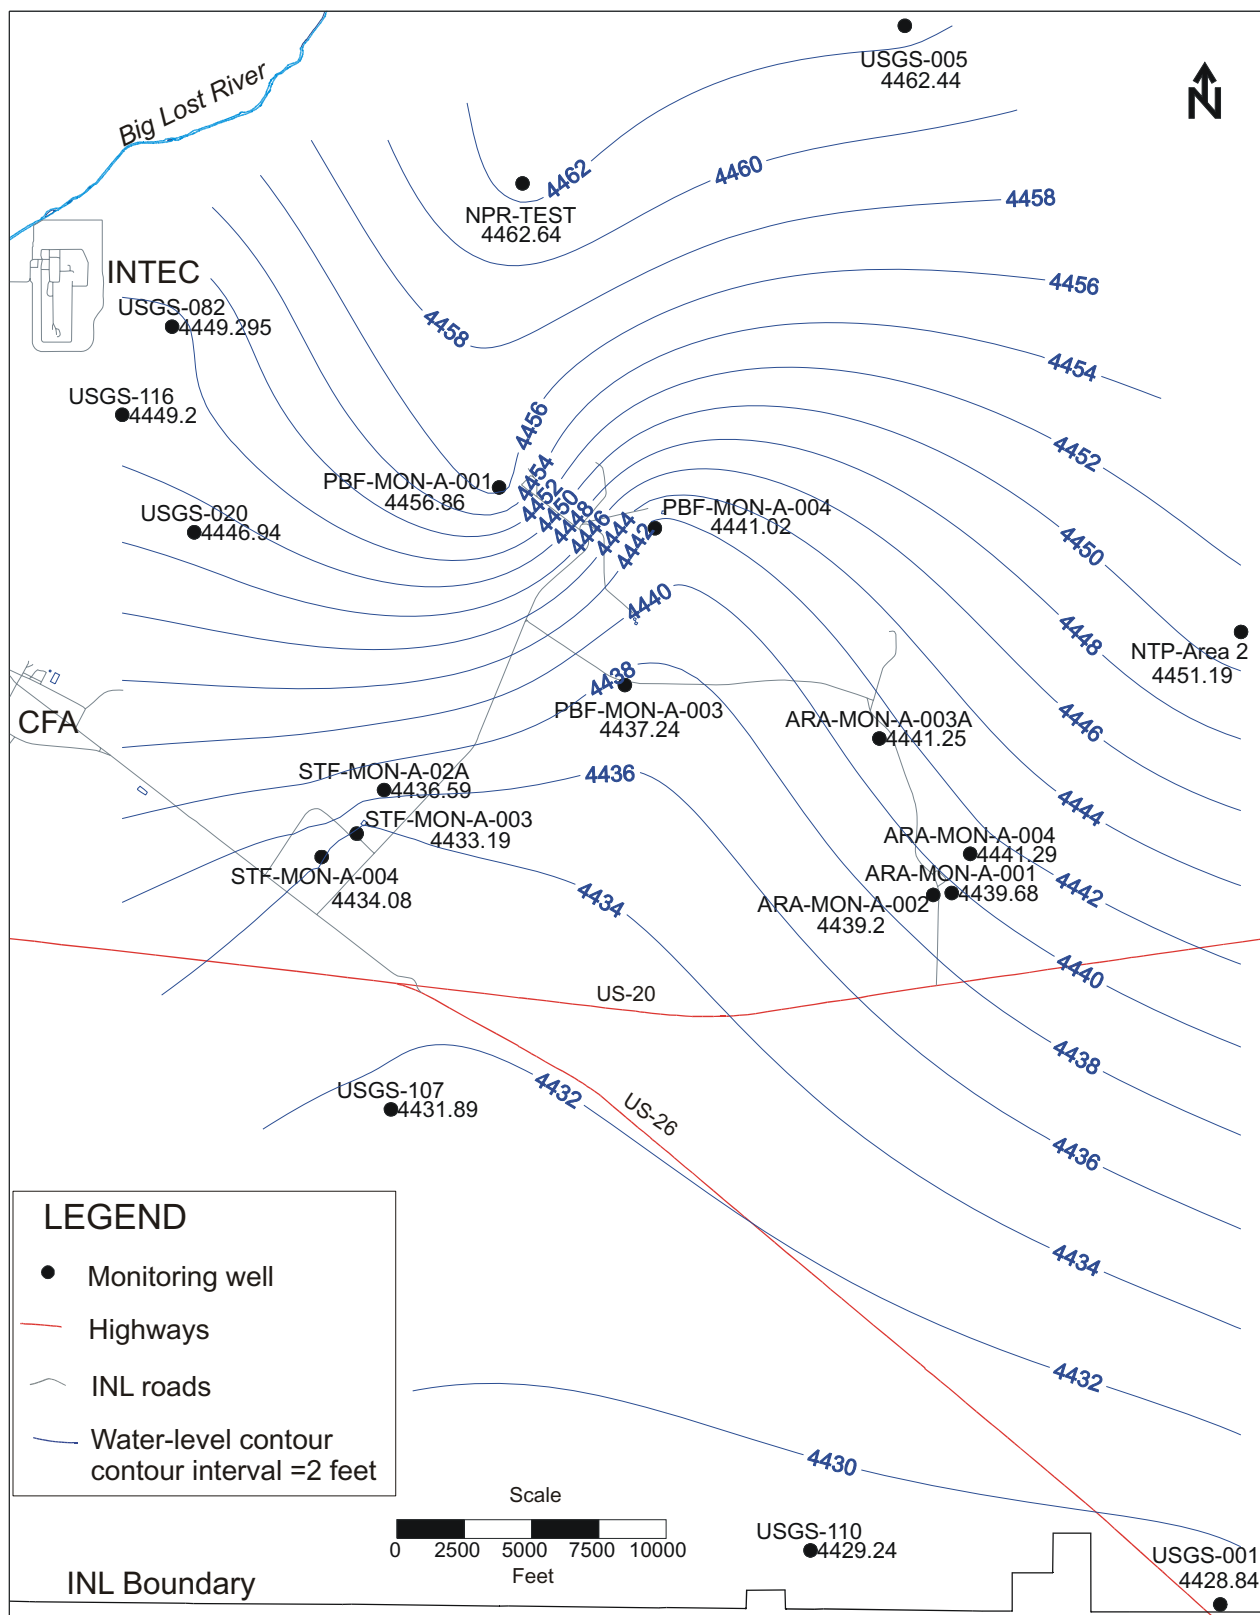 USGS-005
4462.44
N
Big Lost River
4462
4460
4458
NPR-TEST
4462.64
INTEC
USGS-082
4449.295
4456
4458
4454
USGS-116
4449.2
4456
4452
4454
PBF-MON-A-001
4456.86
4452
4450
4448
4446
4444
4442
PBF-MON-A-004
4441.02
USGS-020
4446.94
4450
4440
4448
NTP-Area 2
4451.19
4438
CFA
PBF-MON-A-003
4437.24
ARA-MON-A-003A
4441.25
4446
STF-MON-A-02A
4436.59
4436
4444
STF-MON-A-003
4433.19
ARA-MON-A-004
4441.29
STF-MON-A-004
4434.08
4434
ARA-MON-A-001
4439.68
4442
ARA-MON-A-002
4439.2
4440
US-20
4438
USGS-107
4431.89
4432
US-26
4436
LEGEND
Monitoring well
Highways
INL roads
Water-level contour
contour interval =2 feet
4434
4432
4430
Scale
0 2500 5000 7500 10000
Feet
USGS-110
4429.24
USGS-001
4428.84
INL Boundary